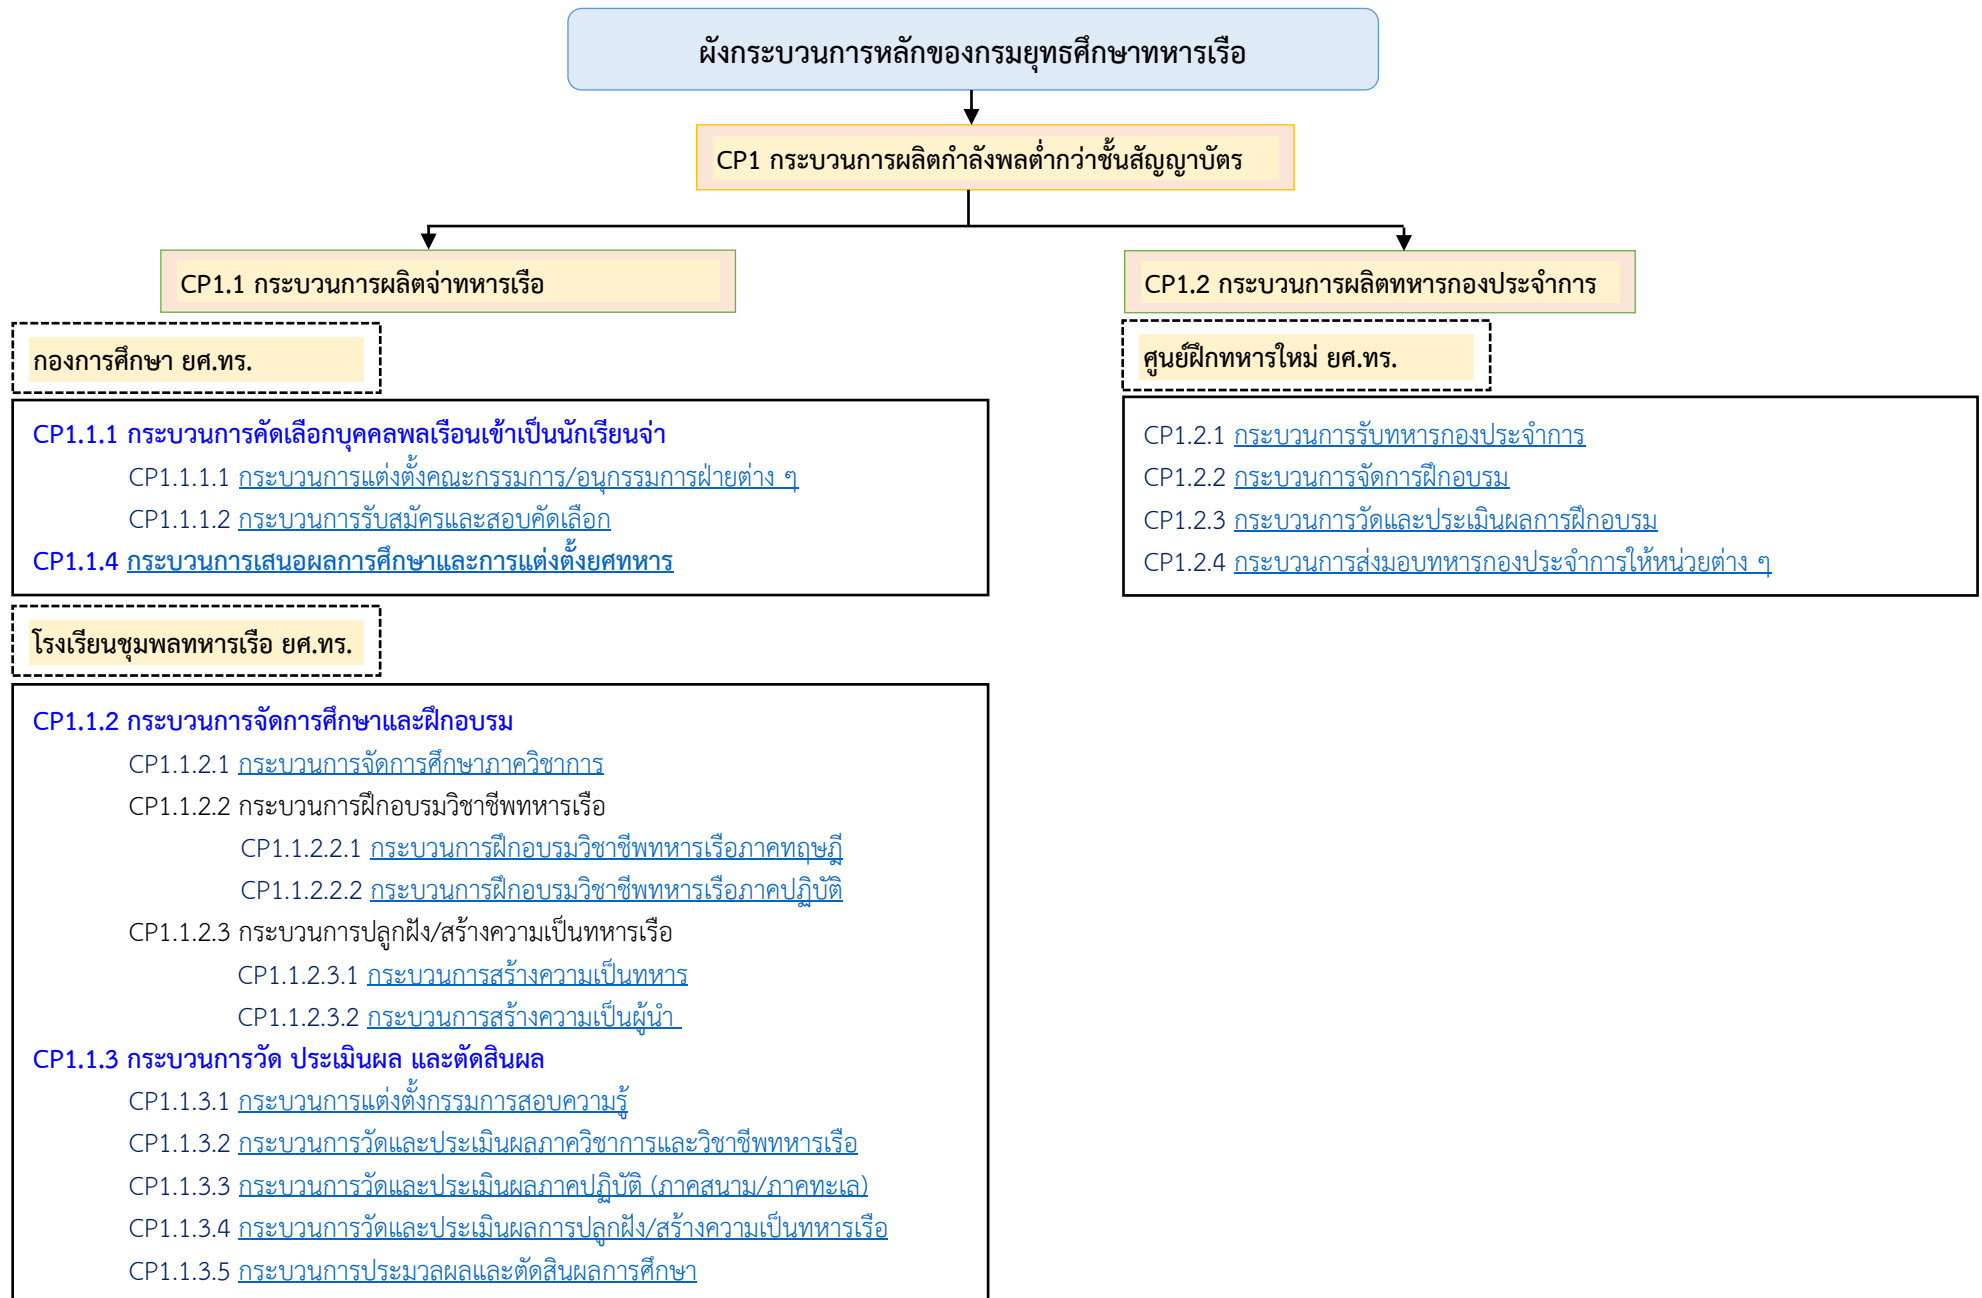 ผังกระบวนการหลักของกรมยุทธศึกษาทหารเรือ
CP1 กระบวนการผลิตกำลังพลต่ำกว่าชั้นสัญญาบัตร
CP1.1 กระบวนการผลิตจ่าทหารเรือ
CP1.2 กระบวนการผลิตทหารกองประจำการ
กองการศึกษา ยศ.ทร.
CP1.1.1 กระบวนการคัดเลือกบุคคลพลเรือนเข้าเป็นนักเรียนจ่า
CP1.1.1.1 กระบวนการแต่งตั้งคณะกรรมการ/อนุกรรมการฝ่ายต่าง ๆ
CP1.1.1.2 กระบวนการรับสมัครและสอบคัดเลือก
CP1.1.4 กระบวนการเสนอผลการศึกษาและการแต่งตั้งยศทหาร
ศูนย์ฝึกทหารใหม่ ยศ.ทร.
CP1.2.1 กระบวนการรับทหารกองประจำการ
CP1.2.2 กระบวนการจัดการฝึกอบรม
CP1.2.3 กระบวนการวัดและประเมินผลการฝึกอบรม
CP1.2.4 กระบวนการส่งมอบทหารกองประจำการให้หน่วยต่าง ๆ
โรงเรียนชุมพลทหารเรือ ยศ.ทร.
CP1.1.2 กระบวนการจัดการศึกษาและฝึกอบรม
CP1.1.2.1 กระบวนการจัดการศึกษาภาควิชาการ
CP1.1.2.2 กระบวนการฝึกอบรมวิชาชีพทหารเรือ
CP1.1.2.2.1 กระบวนการฝึกอบรมวิชาชีพทหารเรือภาคทฤษฎี
CP1.1.2.2.2 กระบวนการฝึกอบรมวิชาชีพทหารเรือภาคปฏิบัติ
CP1.1.2.3 กระบวนการปลูกฝัง/สร้างความเป็นทหารเรือ
CP1.1.2.3.1 กระบวนการสร้างความเป็นทหาร
CP1.1.2.3.2 กระบวนการสร้างความเป็นผู้นำ
CP1.1.3 กระบวนการวัด ประเมินผล และตัดสินผล
CP1.1.3.1 กระบวนการแต่งตั้งกรรมการสอบความรู้
CP1.1.3.2 กระบวนการวัดและประเมินผลภาควิชาการและวิชาชีพทหารเรือ
CP1.1.3.3 กระบวนการวัดและประเมินผลภาคปฏิบัติ (ภาคสนาม/ภาคทะเล)
CP1.1.3.4 กระบวนการวัดและประเมินผลการปลูกฝัง/สร้างความเป็นทหารเรือ
CP1.1.3.5 กระบวนการประมวลผลและตัดสินผลการศึกษา